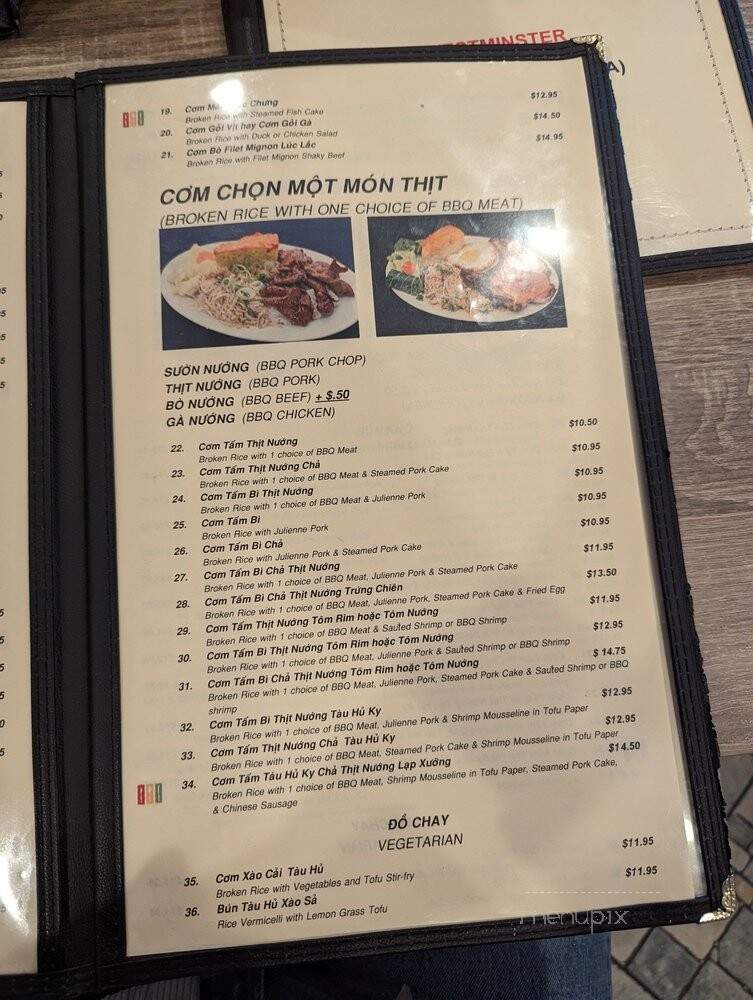 STMINSTER
A)
19. Cơm Mắm Chưng $12.95
Broken Rice with Steamed Fish Cake
20. Cơm Gỏi Vịt hay Cơm Gỏi Gà $14.50
Broken Rice with Duck or Chicken Salad
21. Cơm Bò Filet Mignon Lúc Lắc $14.95
Broken Rice with Filet Mignon Shaky Beef
CƠM CHỌN MỘT MÓN THỊT
(BROKEN RICE WITH ONE CHOICE OF BBQ MEAT)
SƯỜN NƯỚNG (BBQ PORK CHOP)
THỊT NƯỚNG (BBQ PORK)
BÒ NƯỚNG (BBQ BEEF) + $.50
GÀ NƯỚNG (BBQ CHICKEN)
22. Cơm Tấm Thịt Nướng $10.50
Broken Rice with 1 choice of BBQ Meat
23. Cơm Tấm Thịt Nướng Chả $10.95
Broken Rice with 1 choice of BBQ Meat & Steamed Pork Cake
24. Cơm Tấm Bì Thịt Nướng $10.95
Broken Rice with 1 choice of BBQ Meat & Julienne Pork
25. Cơm Tấm Bì $10.95
Broken Rice with Julienne Pork
26. Cơm Tấm Bì Chả $10.95
Broken Rice with Julienne Pork & Steamed Pork Cake
27. Cơm Tấm Bì Chả Thịt Nướng $11.95
Broken Rice with 1 choice of BBQ Meat, Julienne Pork & Steamed Pork Cake
28. Cơm Tấm Bì Chả Thịt Nướng Trứng Chiên $13.50
Broken Rice with 1 choice of BBQ Meat, Julienne Pork, Steamed Pork Cake & Fried Egg
29. Cơm Tấm Thịt Nướng Tôm Rim hoặc Tôm Nướng $11.95
Broken Rice with 1 choice of BBQ Meat & Sautéd Shrimp or BBQ Shrimp
30. Cơm Tấm Bì Thịt Nướng Tôm Rim hoặc Tôm Nướng $12.95
Broken Rice with 1 choice of BBQ Meat, Julienne Pork & Sautéd Shrimp or BBQ Shrimp
31. Cơm Tấm Bì Chả Thịt Nướng Tôm Rim hoặc Tôm Nướng $ 14.75
Broken Rice with 1 choice of BBQ Meat, Julienne Pork, Steamed Pork Cake & Sautéd Shrimp or BBQ
shrimp
32. Cơm Tấm Bì Thịt Nướng Tàu Hủ Ky $12.95
Broken Rice with 1 choice of BBQ Meat, Julienne Pork & Shrimp Mousseline in Tofu Paper
33. Cơm Tấm Thịt Nướng Chả Tàu Hủ Ky $12.95
Broken Rice with 1 choice of BBQ Meat, Steamed Pork Cake & Shrimp Mousseline in Tofu Paper
34. Cơm Tấm Tàu Hủ Ky Chả Thịt Nướng Lạp Xưởng $14.50
Broken Rice with 1 choice of BBQ Meat, Shrimp Mousseline in Tofu Paper, Steamed Pork Cake,
& Chinese Sausage
ĐỒ CHAY
VEGETARIAN
35. Cơm Xào Cải Tàu Hủ $11.95
Broken Rice with Vegetables and Tofu Stir-fry
36. Bún Tàu Hủ Xào Sả $11.95
Rice Vermicelli with Lemon Grass Tofu
menupix